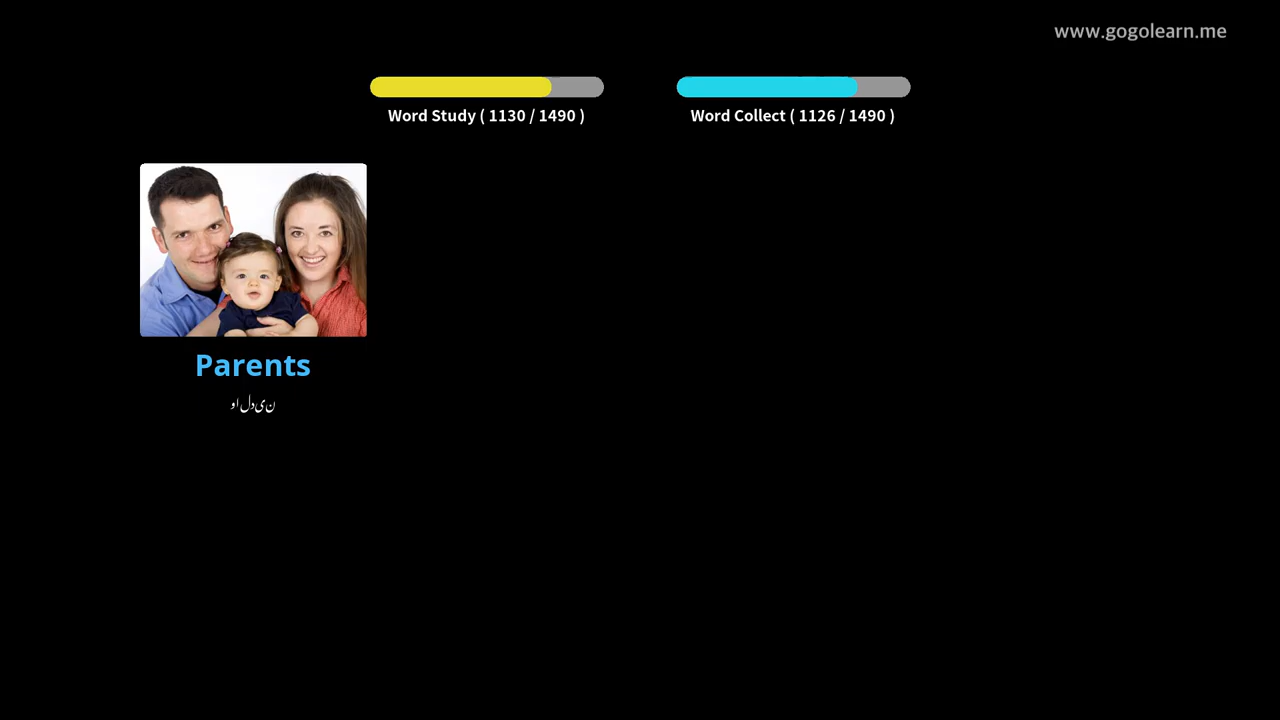 www.gogolearn.me
Word Study ( 1130 / 1490 )
Word Collect ( 1126 / 1490 )
Parents
والدین